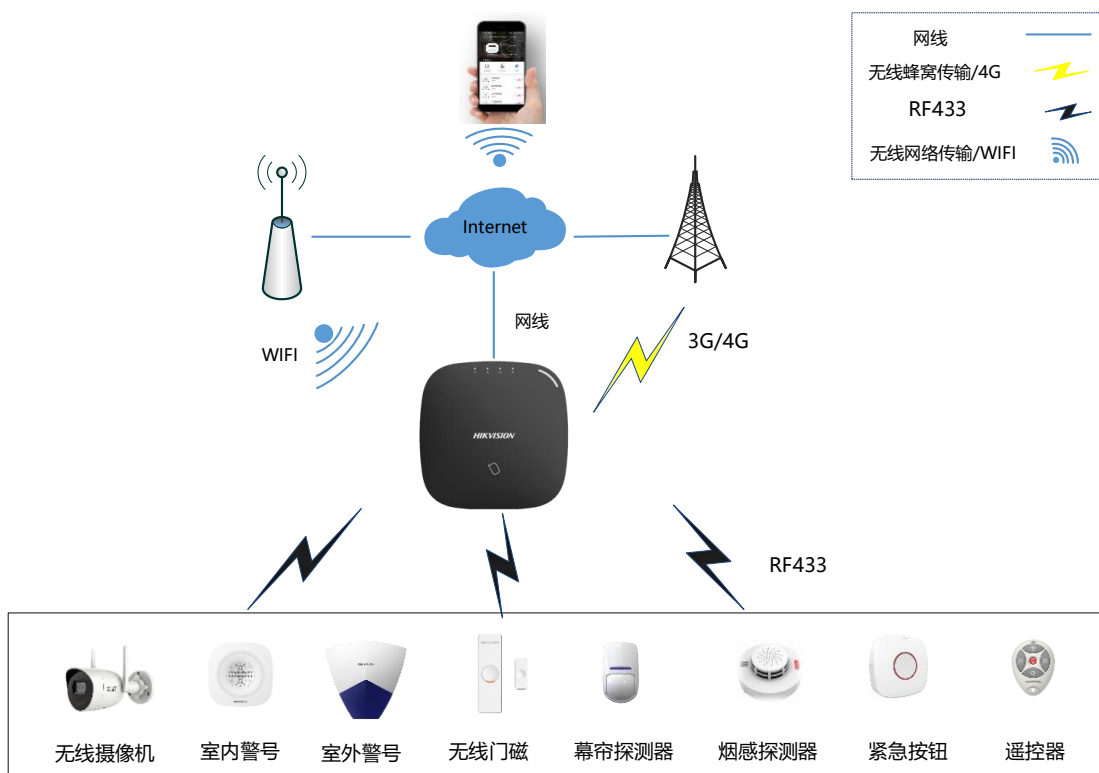 网线
无线蜂窝传输/4G
RF433
无线网络传输/WIFI
Internet
网线
WIFI
3G/4G
HIKVISION
RF433
无线摄像机
室内警号
室外警号
无线门磁
幕帘探测器
烟感探测器
紧急按钮
遥控器